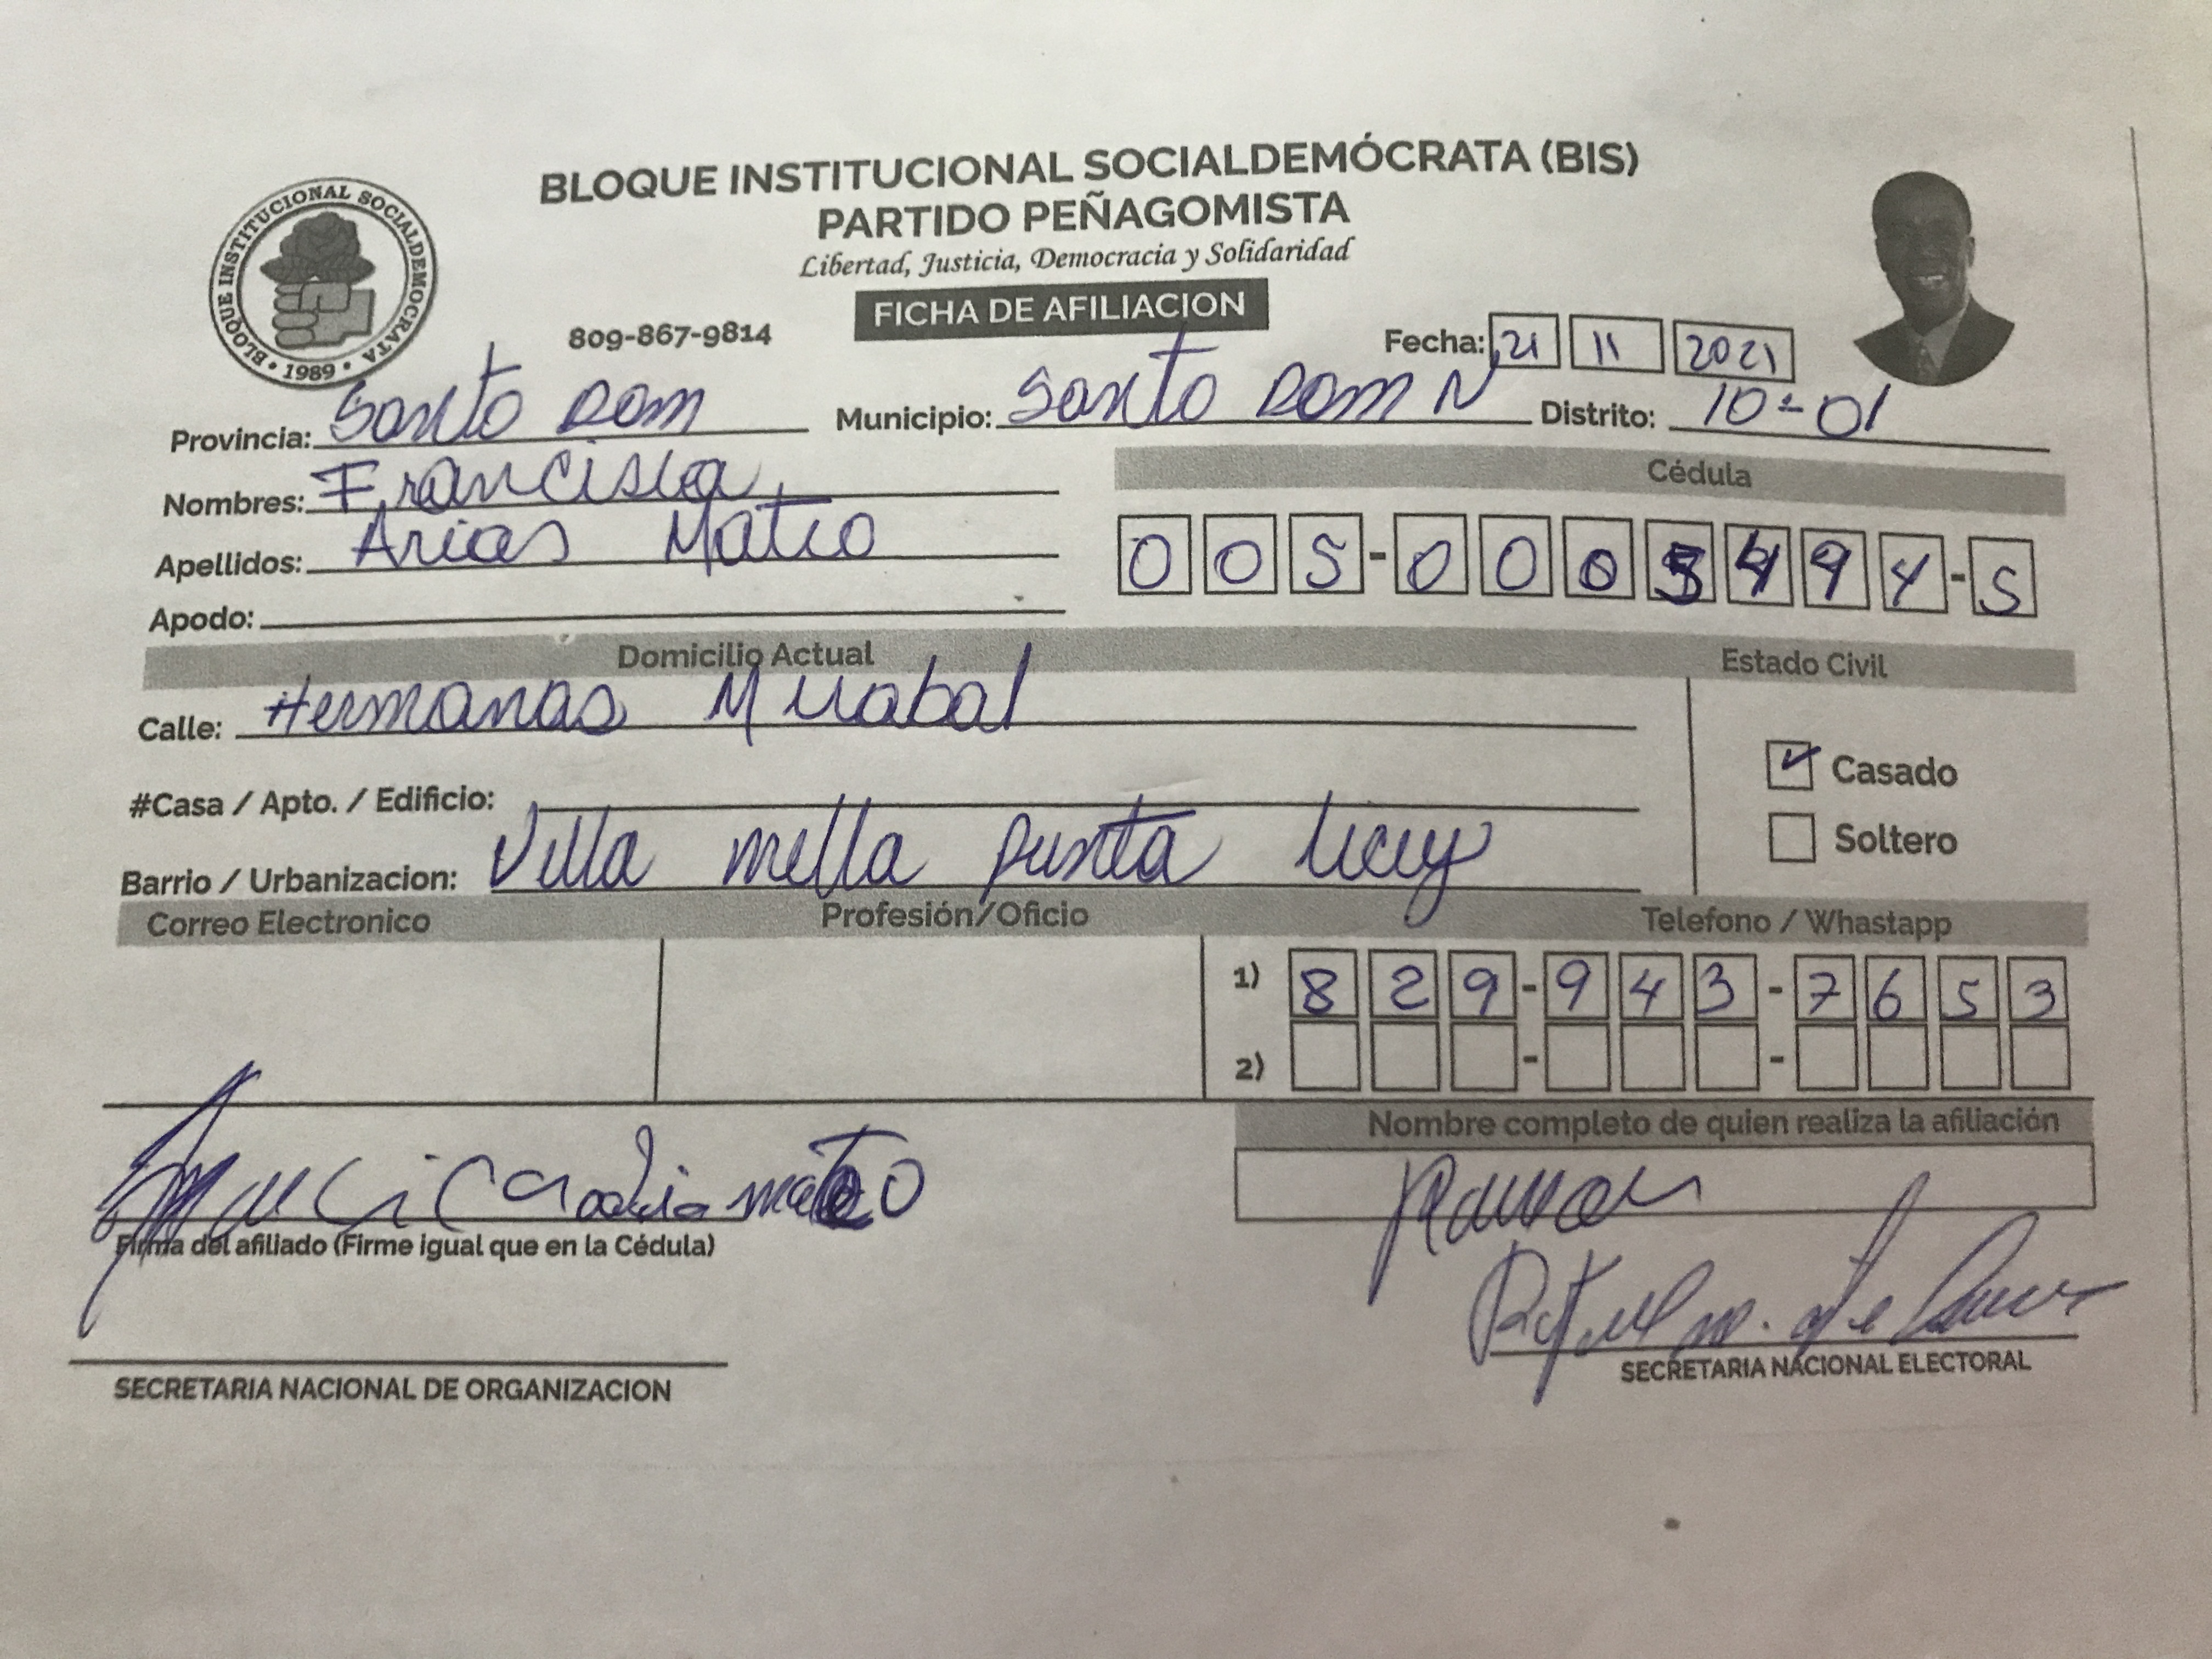 BLOQUE INSTITUCIONAL SOCIALDEMÓCRATA (BIS)
PARTIDO PEÑAGOMISTA
Libertad, Justicia, Democracia y Solidaridad
FICHA DE AFILIACION
BLOQUE INSTITUCIONAL SOCIALDEMOCRATA • 1989 •
809-867-9814
Fecha: 21 11 2021
Provincia: Santo Dom Municipio: Santo Dom N Distrito: 10-01
Nombres: Francisca
Cédula
Apellidos: Arias Mateo
005-0005494-5
Apodo:
Domicilio Actual Estado Civil
Calle: Hermanas Mirabal
Casado
#Casa / Apto. / Edificio:
Soltero
Barrio / Urbanizacion: Villa mella punta
Correo Electronico Profesión/Oficio Telefono / Whastapp
1) 829-943-7653
2) - -
Nombre completo de quien realiza la afiliación
Firma del afiliado (Firme igual que en la Cédula)
SECRETARIA NACIONAL ELECTORAL
SECRETARIA NACIONAL DE ORGANIZACION